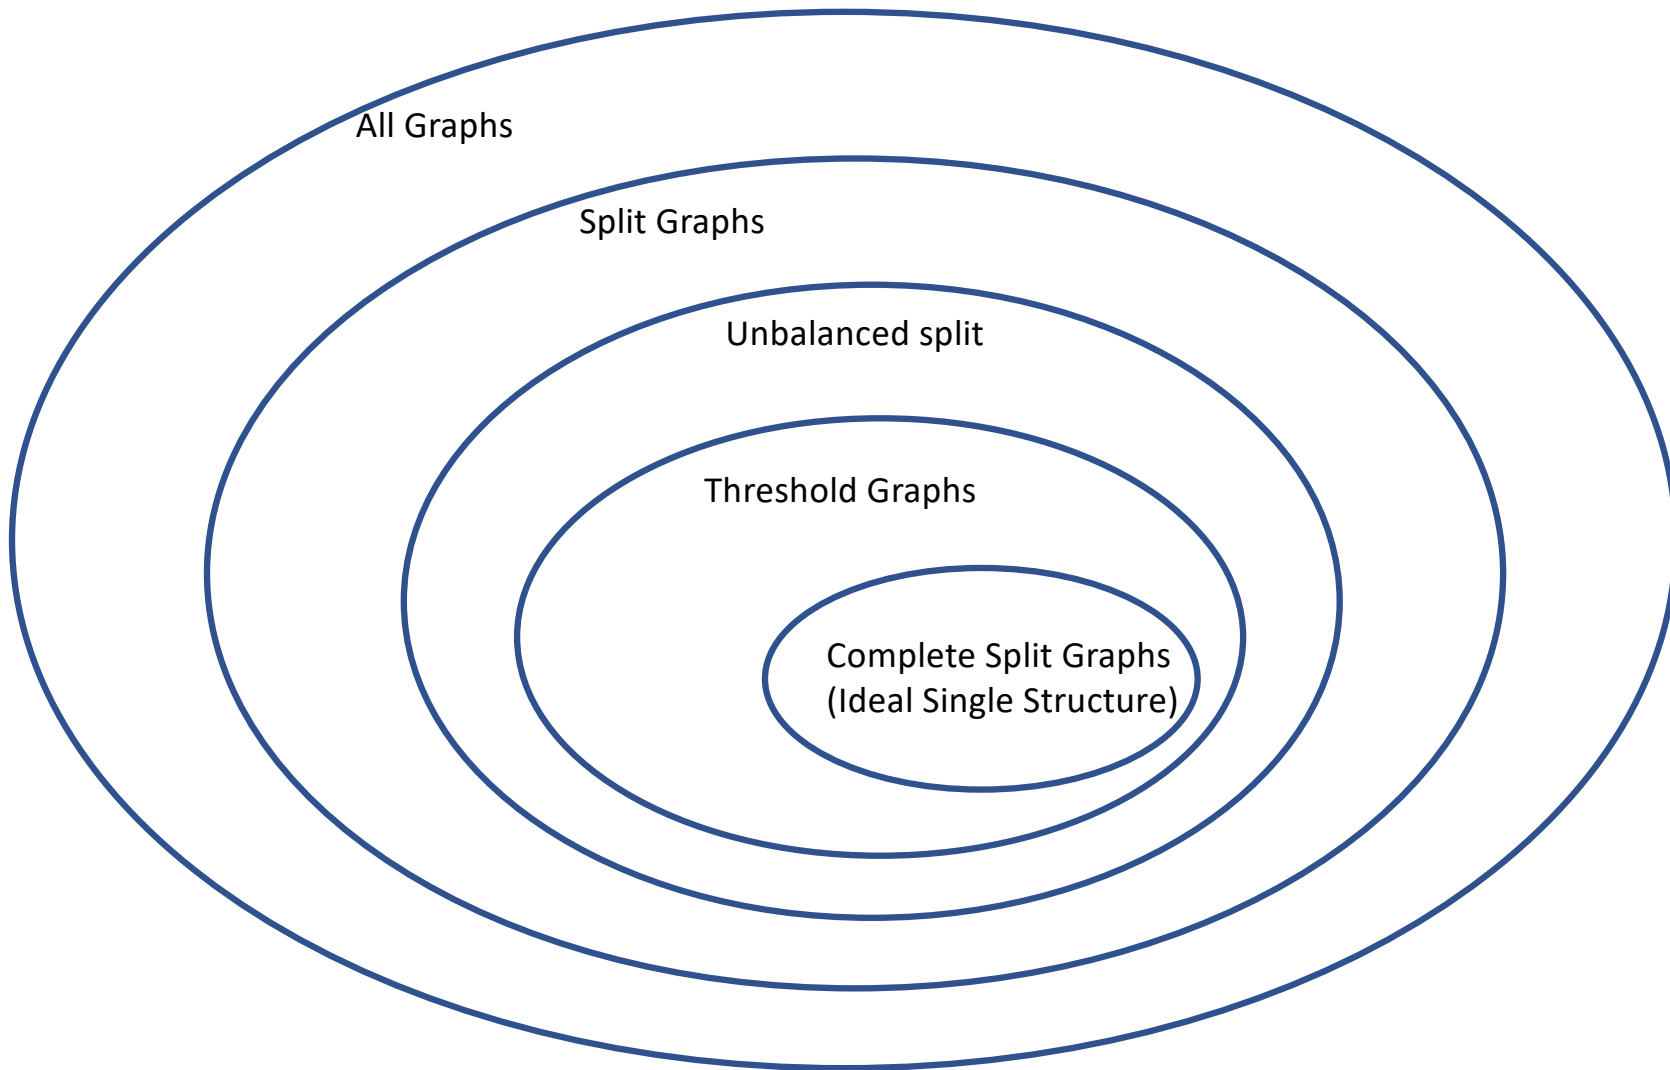 All Graphs
Split Graphs
Unbalanced split
Threshold Graphs
Complete Split Graphs
(Ideal Single Structure)